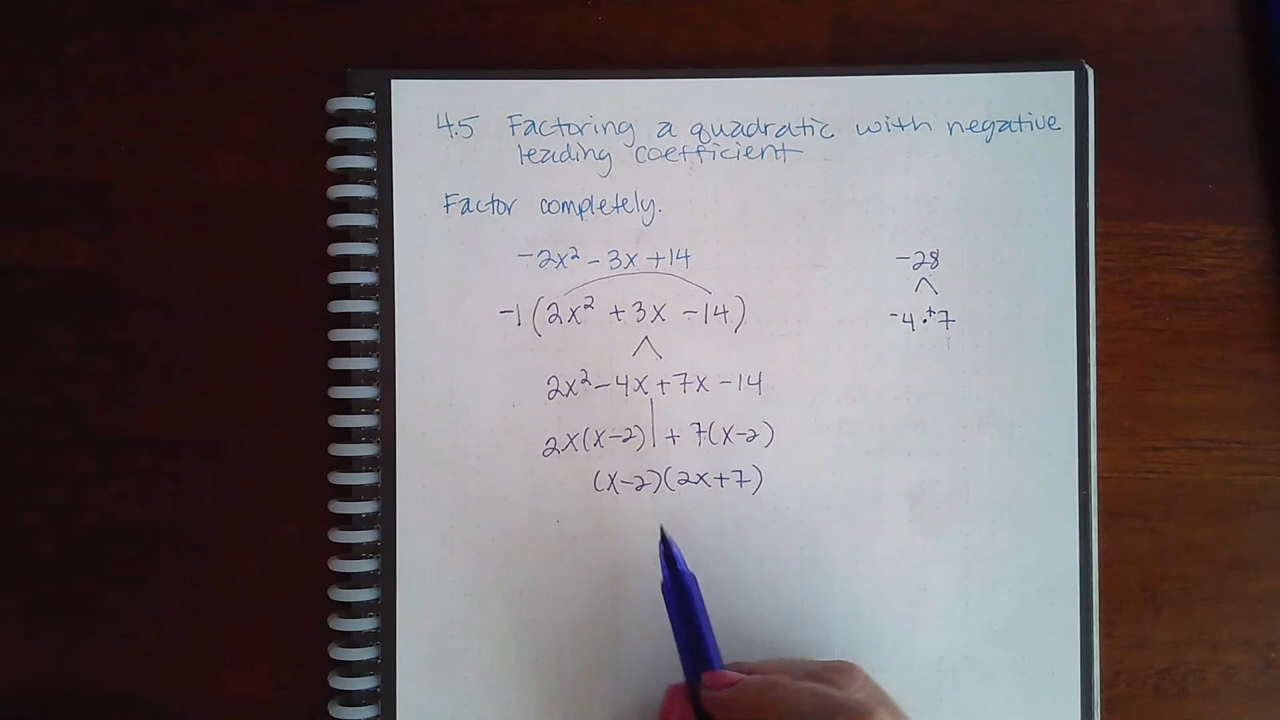 4.5 Factoring a quadratic with negative
leading coefficient
Factor completely.
-2x² - 3x + 14
-1(2x² + 3x - 14)
2x² - 4x + 7x - 14
2x(x-2) + 7(x-2)
(x-2)(2x+7)
-28
-4·+7